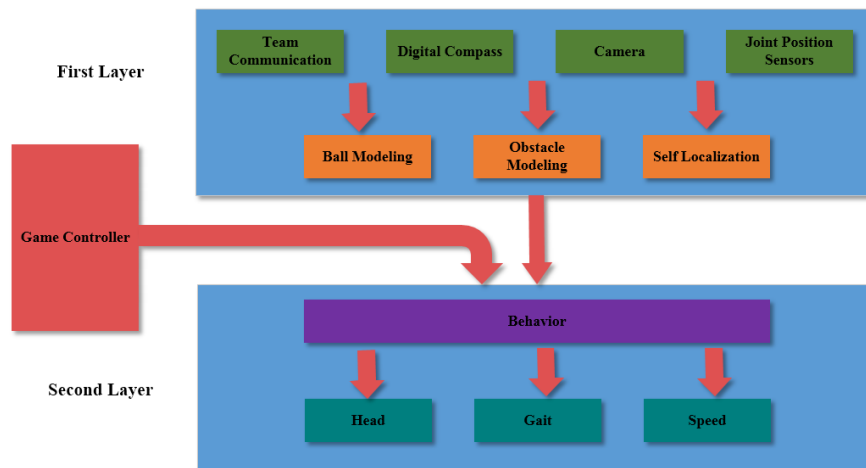 Team
Communication
Digital Compass
Camera
Joint Position
Sensors
First Layer
Ball Modeling
Obstacle
Modeling
Self Localization
Game Controller
Behavior
Second Layer
Head
Gait
Speed